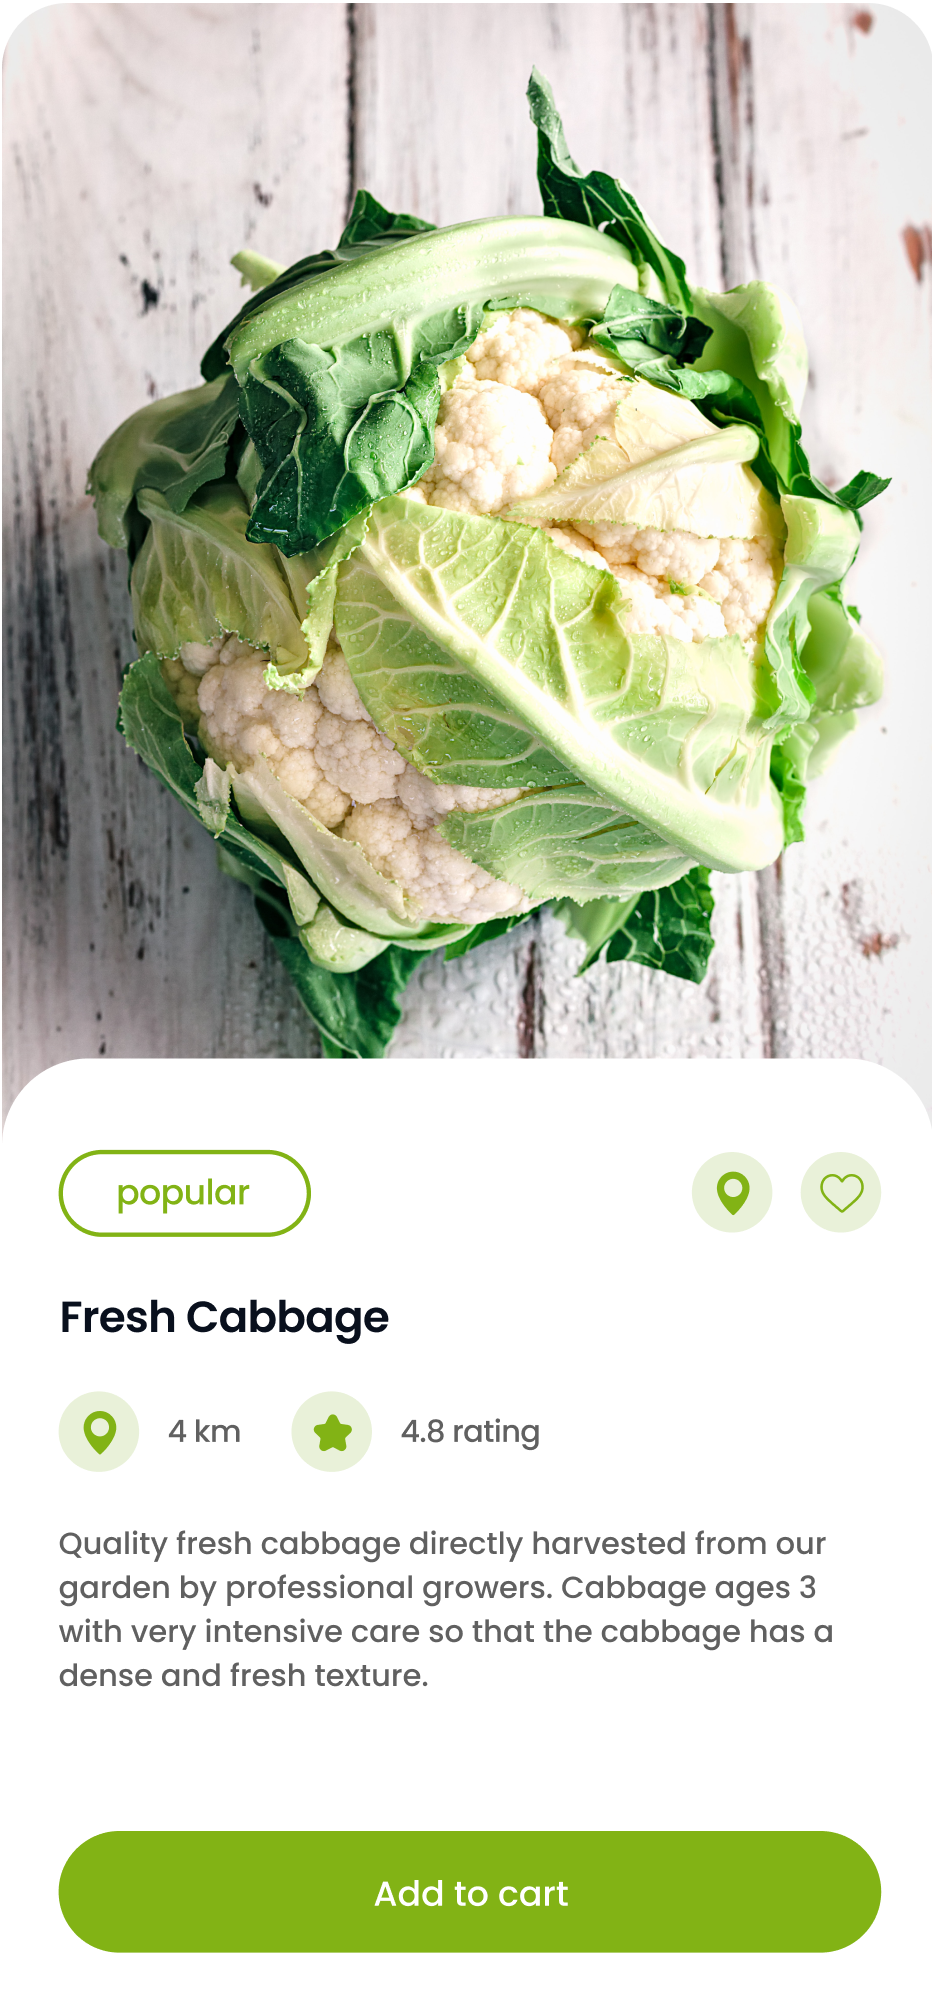 popular
Fresh Cabbage
4 km
4.8 rating
Quality fresh cabbage directly harvested from our
garden by professional growers. Cabbage ages 3
with very intensive care so that the cabbage has a
dense and fresh texture.
Add to cart